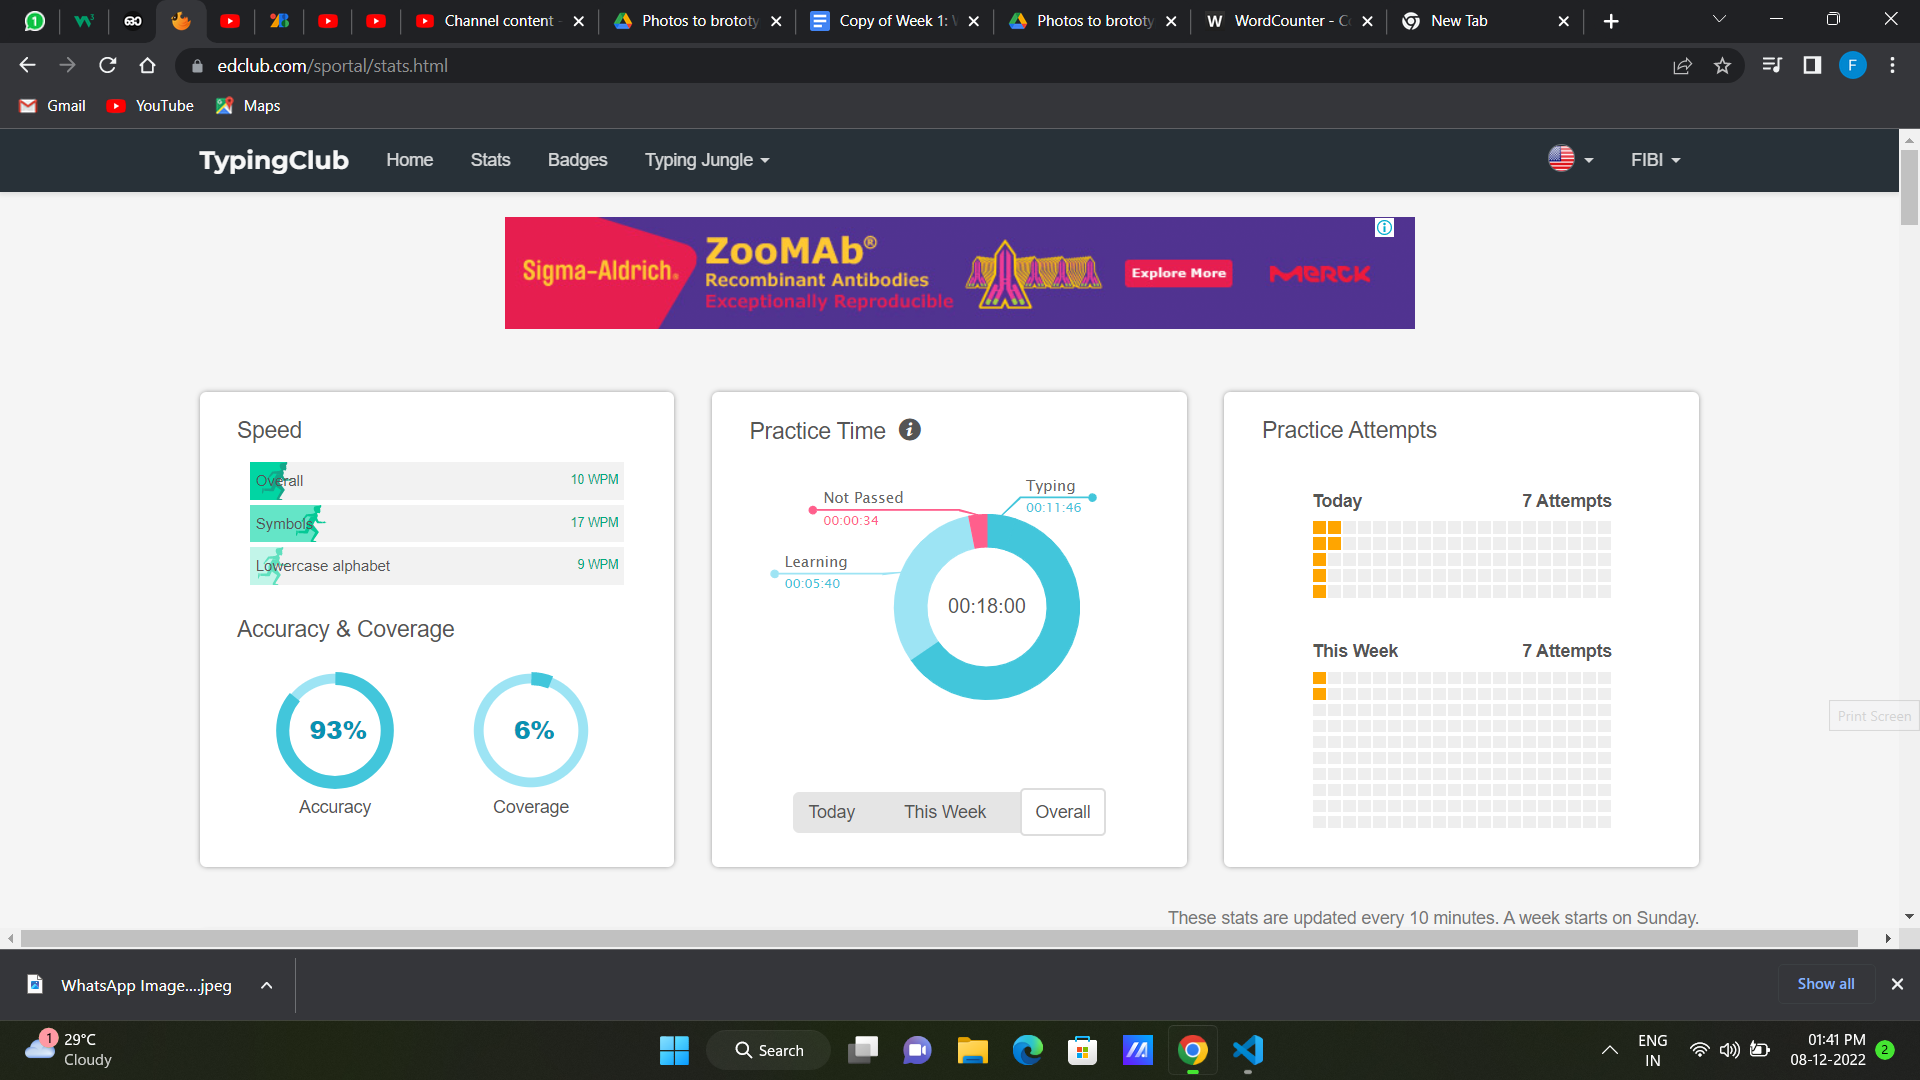 Channel content -
Photos to brototy
Copy of Week 1:
Photos to brototy
W WordCounter -
New Tab
edclub.com/sportal/stats.html
F
Gmail
YouTube
Maps
TypingClub
Home
Stats
Badges
Typing Jungle
FIBI
Sigma-Aldrich.
ZooMAb®
Recombinant Antibodies
Exceptionally Reproducible
Explore More
MERCK
Speed
Overall
10 WPM
Symbols
17 WPM
Lowercase alphabet
9 WPM
Accuracy & Coverage
93%
6%
Accuracy
Coverage
Practice Time
Not Passed
00:00:34
Typing
00:11:46
Learning
00:05:40
00:18:00
Today
This Week
Overall
Practice Attempts
Today
7 Attempts
This Week
7 Attempts
Print Screen
These stats are updated every 10 minutes. A week starts on Sunday.
WhatsApp Image....jpeg
Show all
1
29°C
Cloudy
Search
ENG
IN
01:41 PM
08-12-2022
2